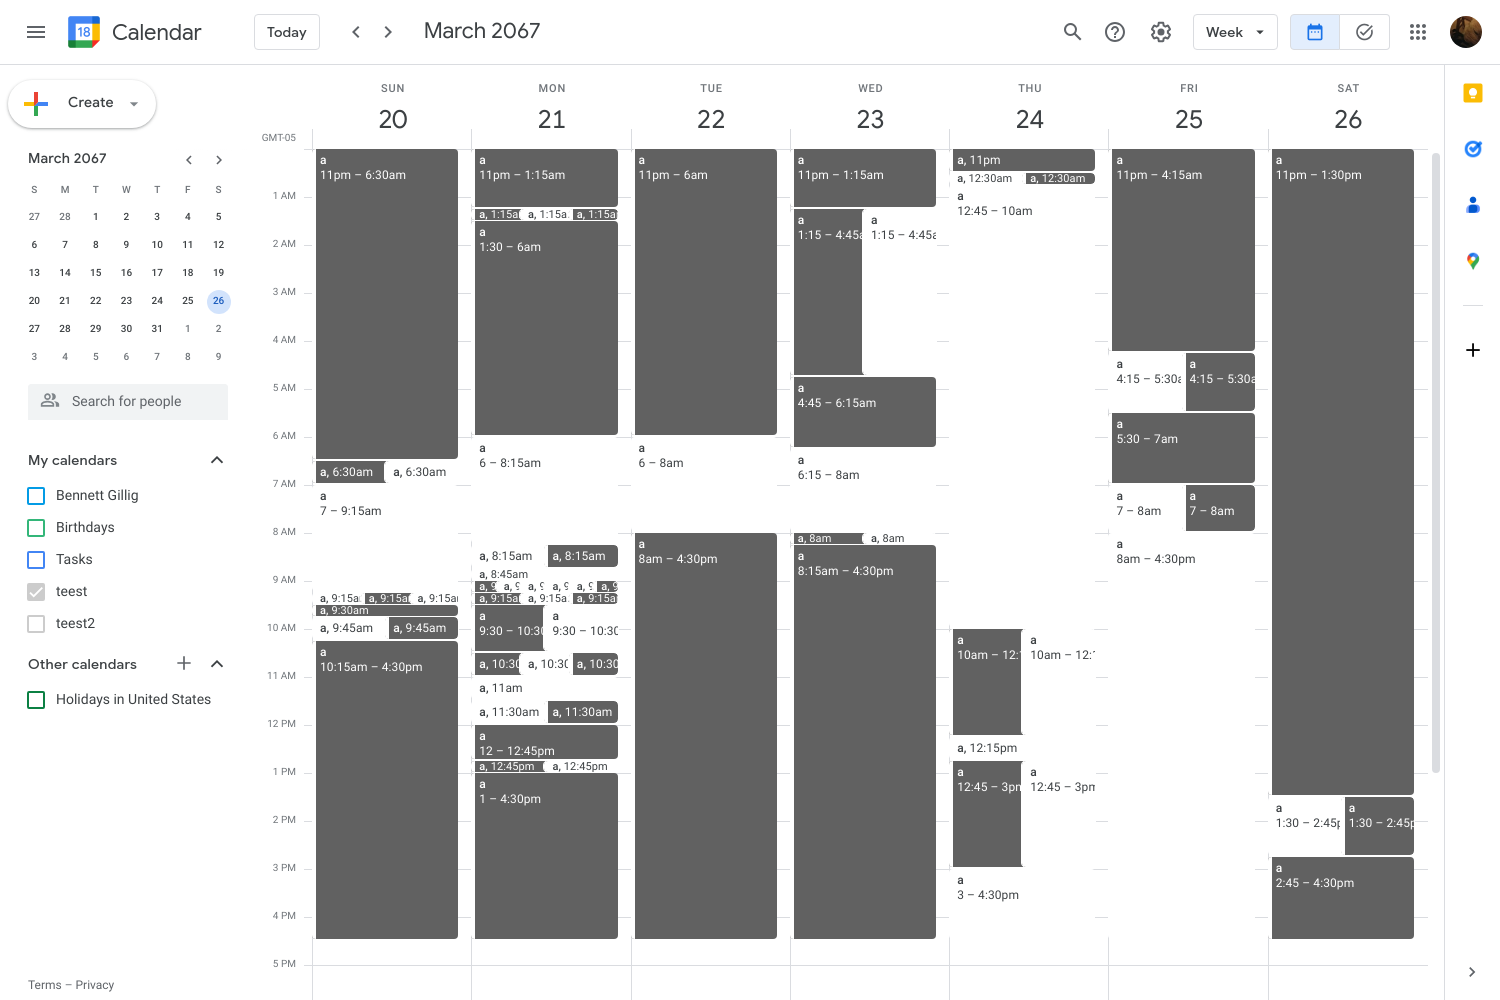 18
Calendar
Today
March 2067
Week
Create
March 2067
S M T W T F S
27 28 1 2 3 4 5
6 7 8 9 10 11 12
13 14 15 16 17 18 19
20 21 22 23 24 25 26
27 28 29 30 31 1 2
3 4 5 6 7 8 9
Search for people
My calendars
Bennett Gillig
Birthdays
Tasks
teest
teest2
Other calendars
Holidays in United States
Terms – Privacy
GMT-05
1 AM
2 AM
3 AM
4 AM
5 AM
6 AM
7 AM
8 AM
9 AM
10 AM
11 AM
12 PM
1 PM
2 PM
3 PM
4 PM
5 PM
SUN
20
a
11pm – 6:30am
a, 6:30am
a, 6:30am
a
7 – 9:15am
a, 9:15a
a, 9:15a
a, 9:15a
a, 9:30am
a, 9:45am
a, 9:45am
a
10:15am – 4:30pm
MON
21
a
11pm – 1:15am
a, 1:15a
a, 1:15a
a, 1:15a
a
1:30 – 6am
a
6 – 8:15am
a, 8:15am
a, 8:15am
a, 8:45am
a, 9
a, 9
a, 9
a, 9
a, 9
a, 9:15a
a, 9:15a
a, 9:15a
a
9:30 – 10:30
a
9:30 – 10:30
a, 10:30
a, 10:30
a, 10:30
a, 11am
a, 11:30am
a, 11:30am
a
12 – 12:45pm
a, 12:45pm
a, 12:45pm
a
1 – 4:30pm
TUE
22
a
11pm – 6am
a
6 – 8am
a
8am – 4:30pm
WED
23
a
11pm – 1:15am
a
1:15 – 4:45a
a
1:15 – 4:45a
a
4:45 – 6:15am
a
6:15 – 8am
a, 8am
a, 8am
a
8:15am – 4:30pm
THU
24
a, 11pm
a, 12:30am
a, 12:30am
a
12:45 – 10am
a
10am – 12:1
a
10am – 12:1
a, 12:15pm
a
12:45 – 3pm
a
12:45 – 3pm
a
3 – 4:30pm
FRI
25
a
11pm – 4:15am
a
4:15 – 5:30a
a
4:15 – 5:30a
a
5:30 – 7am
a
7 – 8am
a
7 – 8am
a
8am – 4:30pm
SAT
26
a
11pm – 1:30pm
a
1:30 – 2:45p
a
1:30 – 2:45p
a
2:45 – 4:30pm